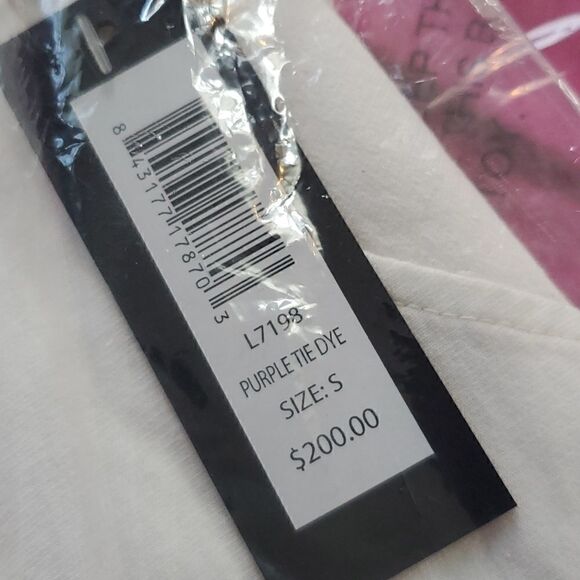 8 43177 17870 3
L7198
PURPLE TIE DYE
SIZE: S
$200.00